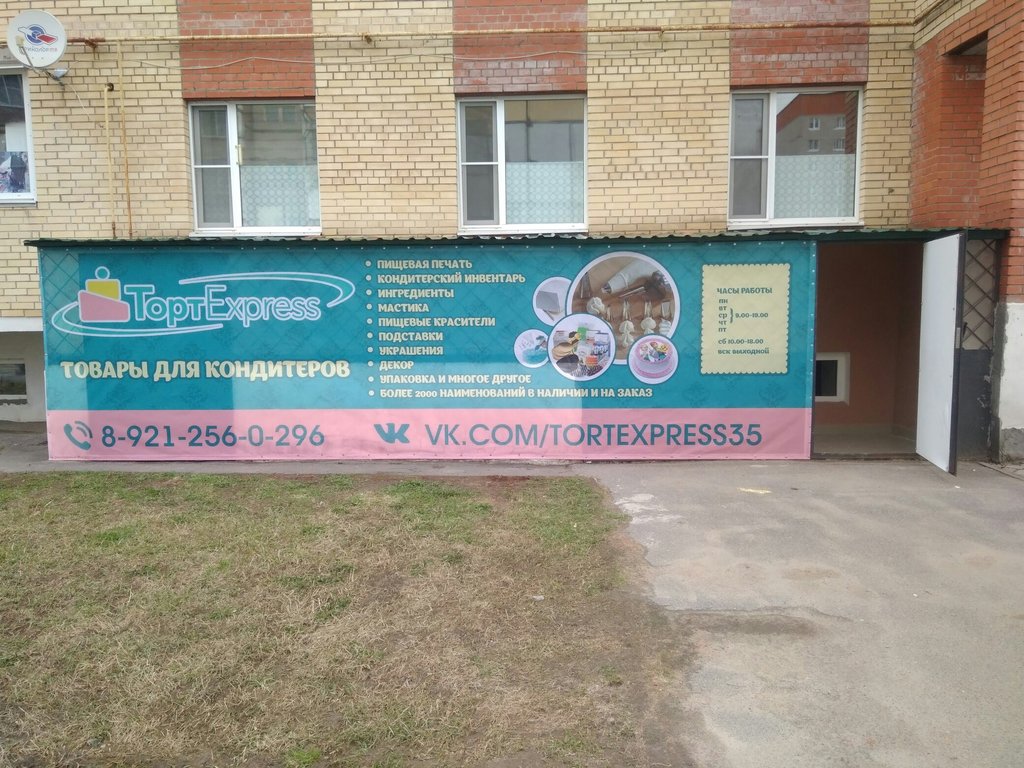 ТортExpress
ТОВАРЫ ДЛЯ КОНДИТЕРОВ
ПИЩЕВАЯ ПЕЧАТЬ
КОНДИТЕРСКИЙ ИНВЕНТАРЬ
ИНГРЕДИЕНТЫ
МАСТИКА
ПИЩЕВЫЕ КРАСИТЕЛИ
ПОДСТАВКИ
УКРАШЕНИЯ
ДЕКОР
УПАКОВКА И МНОГОЕ ДРУГОЕ
БОЛЕЕ 2000 НАИМЕНОВАНИЙ В НАЛИЧИИ И НА ЗАКАЗ
ЧАСЫ РАБОТЫ
пн
вт
ср 9.00-19.00
чт
пт
сб 10.00-18.00
вск выходной
8-921-256-0-296
VK.COM/TORTEXPRESS35